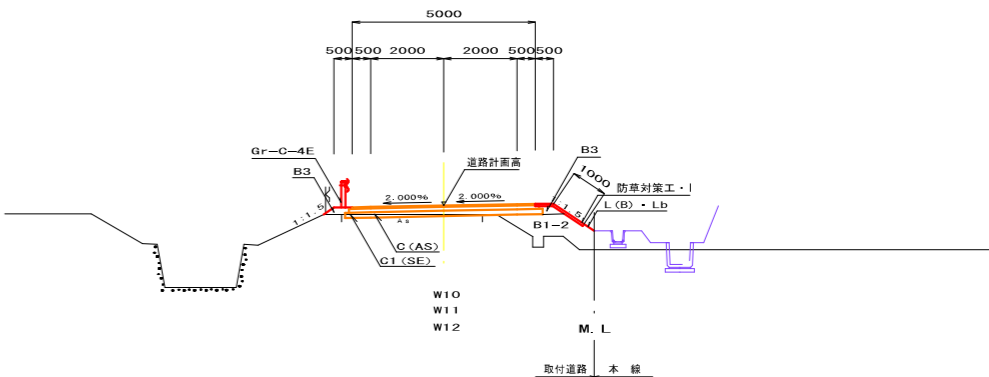 5000
500 500 2000 2000 500 500
Gr-C-4E
B3
道路計画高
B3
1000
防草対策工・I
2.000% 2.000%
1:1.5
1:1.5
L(B)・Lb
As
B1-2
C(AS)
C1(SE)
W10
W11
W12
M.L
取付道路 本線